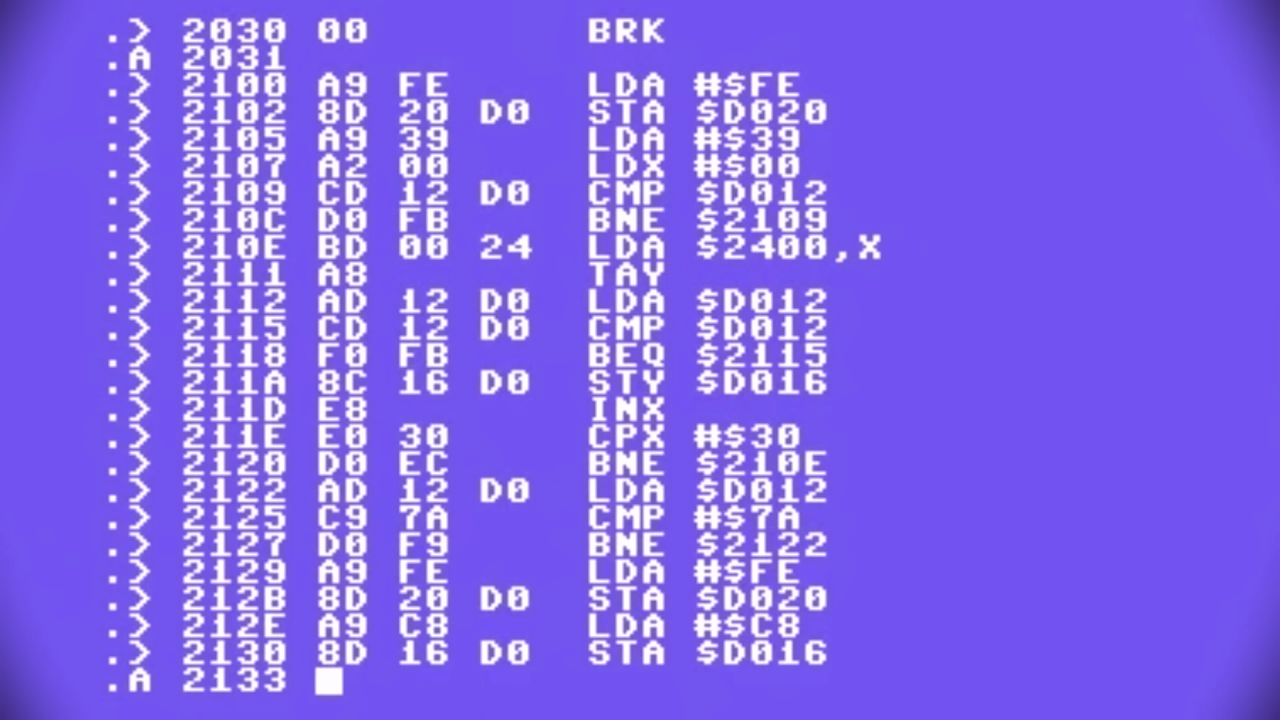 .> 2030 00 BRK
.A 2031
.> 2100 A9 FE LDA #$FE
.> 2102 8D 20 D0 STA $D020
.> 2105 A9 39 LDA #$39
.> 2107 A2 00 LDX #$00
.> 2109 CD 12 D0 CMP $D012
.> 210C D0 FB BNE $2109
.> 210E BD 00 24 LDA $2400,X
.> 2111 A8 TAY
.> 2112 AD 12 D0 LDA $D012
.> 2115 CD 12 D0 CMP $D012
.> 2118 F0 FB BEQ $2115
.> 211A 8C 16 D0 STY $D016
.> 211D E8 INX
.> 211E E0 30 CPX #$30
.> 2120 D0 EC BNE $210E
.> 2122 AD 12 D0 LDA $D012
.> 2125 C9 7A CMP #$7A
.> 2127 D0 F9 BNE $2122
.> 2129 A9 FE LDA #$FE
.> 212B 8D 20 D0 STA $D020
.> 212E A9 C8 LDA #$C8
.> 2130 8D 16 D0 STA $D016
.A 2133